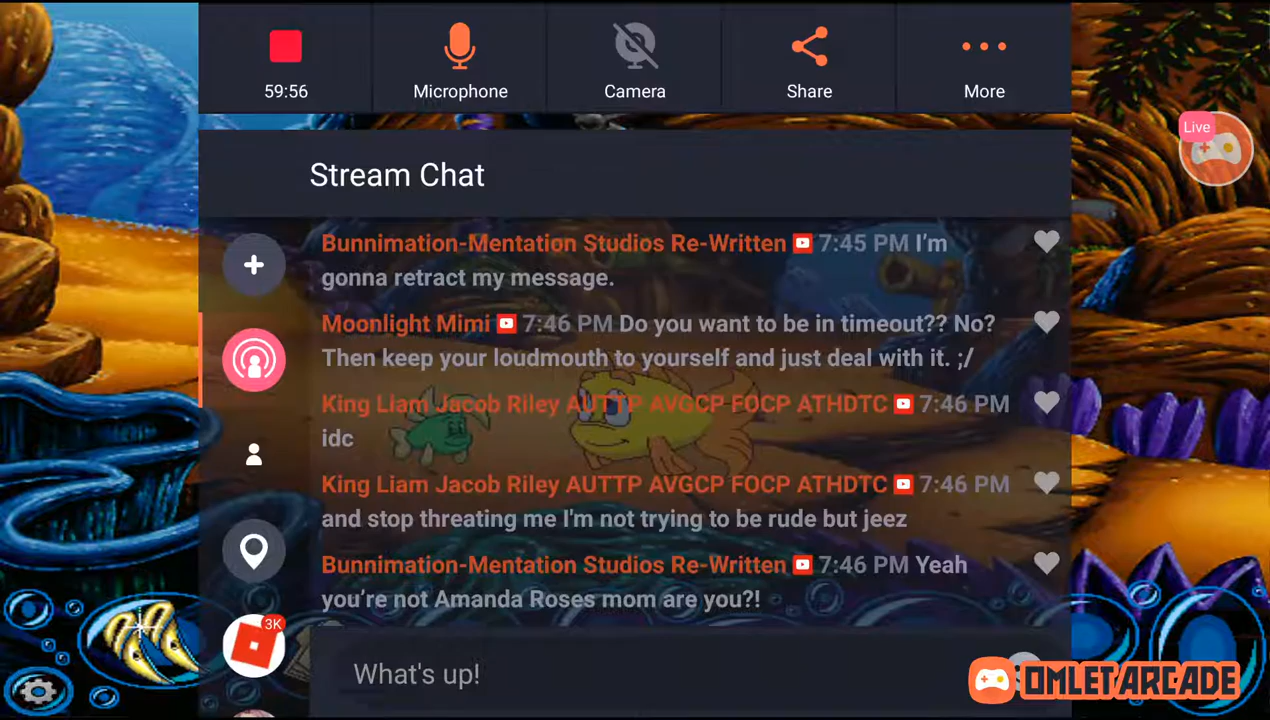 59:56
Microphone
Camera
Share
More
Live
Stream Chat
Bunnimation-Mentation Studios Re-Written 7:45 PM I'm
gonna retract my message.
Moonlight Mimi 7:46 PM Do you want to be in timeout?? No?
Then keep your loudmouth to yourself and just deal with it. ;/
King Liam Jacob Riley AUTTP AVGCP FOCP ATHDTC 7:46 PM
idc
King Liam Jacob Riley AUTTP AVGCP FOCP ATHDTC 7:46 PM
and stop threating me I'm not trying to be rude but jeez
Bunnimation-Mentation Studios Re-Written 7:46 PM Yeah
you're not Amanda Roses mom are you?!
3K
What's up!
OMLET ARCADE